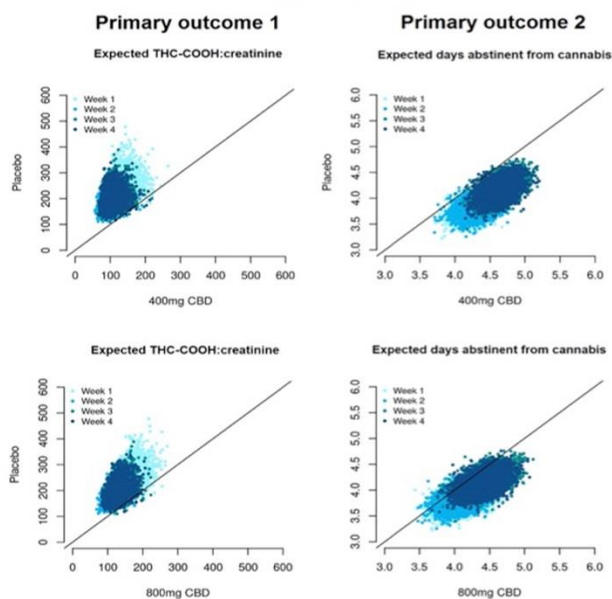 Primary outcome 1
Primary outcome 2
Expected THC-COOH:creatinine
Expected days abstinent from cannabis
Week 1
Week 2
Week 3
Week 4
Placebo
0 100 200 300 400 500 600
0 100 200 300 400 500 600
400mg CBD
Week 1
Week 2
Week 3
Week 4
Placebo
3.0 3.5 4.0 4.5 5.0 5.5 6.0
3.0 3.5 4.0 4.5 5.0 5.5 6.0
400mg CBD
Expected THC-COOH:creatinine
Expected days abstinent from cannabis
Week 1
Week 2
Week 3
Week 4
Placebo
0 100 200 300 400 500 600
0 100 200 300 400 500 600
800mg CBD
Week 1
Week 2
Week 3
Week 4
Placebo
3.0 3.5 4.0 4.5 5.0 5.5 6.0
3.0 3.5 4.0 4.5 5.0 5.5 6.0
800mg CBD